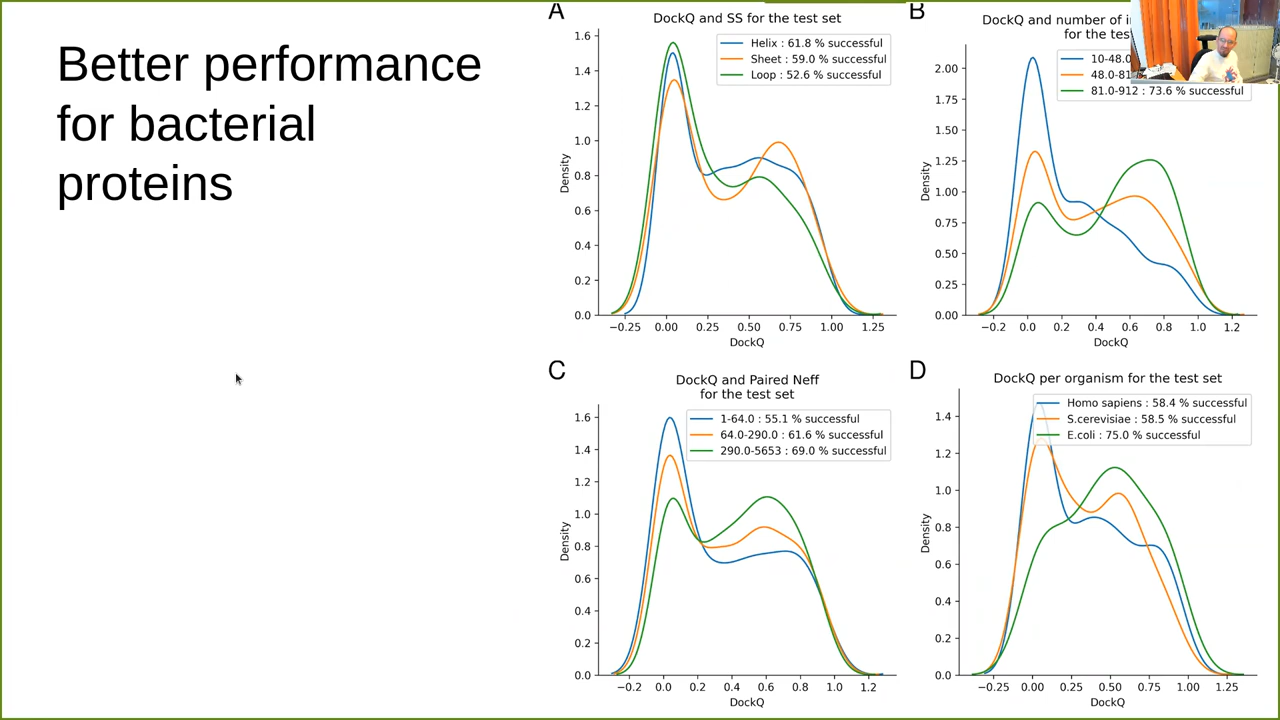 Better performance
for bacterial
proteins
A
DockQ and SS for the test set
Helix : 61.8 % successful
Sheet : 59.0 % successful
Loop : 52.6 % successful
1.6
1.4
1.2
1.0
0.8
0.6
0.4
0.2
0.0
Density
−0.25 0.00 0.25 0.50 0.75 1.00 1.25
DockQ
B
DockQ and number of
for the
10-48.0
81.0-912 : 73.6 % successful
2.00
1.75
1.50
1.25
1.00
0.75
0.50
0.25
0.00
Density
−0.2 0.0 0.2 0.4 0.6 0.8 1.0 1.2
DockQ
C
DockQ and Paired Neff
for the test set
1-64.0 : 55.1 % successful
64.0-290.0 : 61.6 % successful
290.0-5653 : 69.0 % successful
1.6
1.4
1.2
1.0
0.8
0.6
0.4
0.2
0.0
Density
−0.2 0.0 0.2 0.4 0.6 0.8 1.0 1.2
DockQ
D
DockQ per organism for the test set
Homo sapiens : 58.4 % successful
S.cerevisiae : 58.5 % successful
E.coli : 75.0 % successful
1.4
1.2
1.0
0.8
0.6
0.4
0.2
0.0
Density
−0.25 0.00 0.25 0.50 0.75 1.00 1.25
DockQ